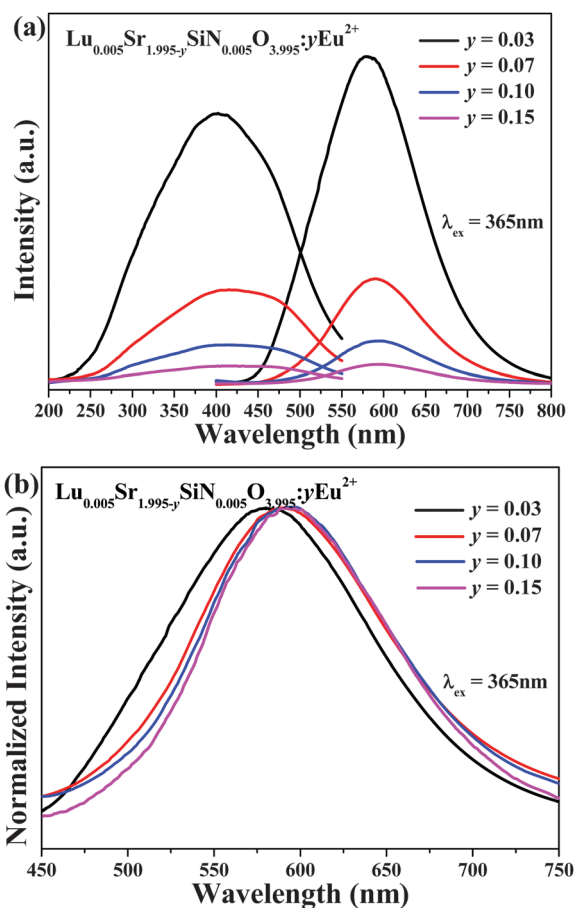 (a)
Lu0.005Sr1.995-ySiN0.005O3.995:yEu2+
y = 0.03
y = 0.07
y = 0.10
y = 0.15
λex = 365nm
Intensity (a.u.)
200 250 300 350 400 450 500 550 600 650 700 750 800
Wavelength (nm)
(b)
Lu0.005Sr1.995-ySiN0.005O3.995:yEu2+
y = 0.03
y = 0.07
y = 0.10
y = 0.15
λex = 365nm
Normalized Intensity (a.u.)
450 500 550 600 650 700 750
Wavelength (nm)